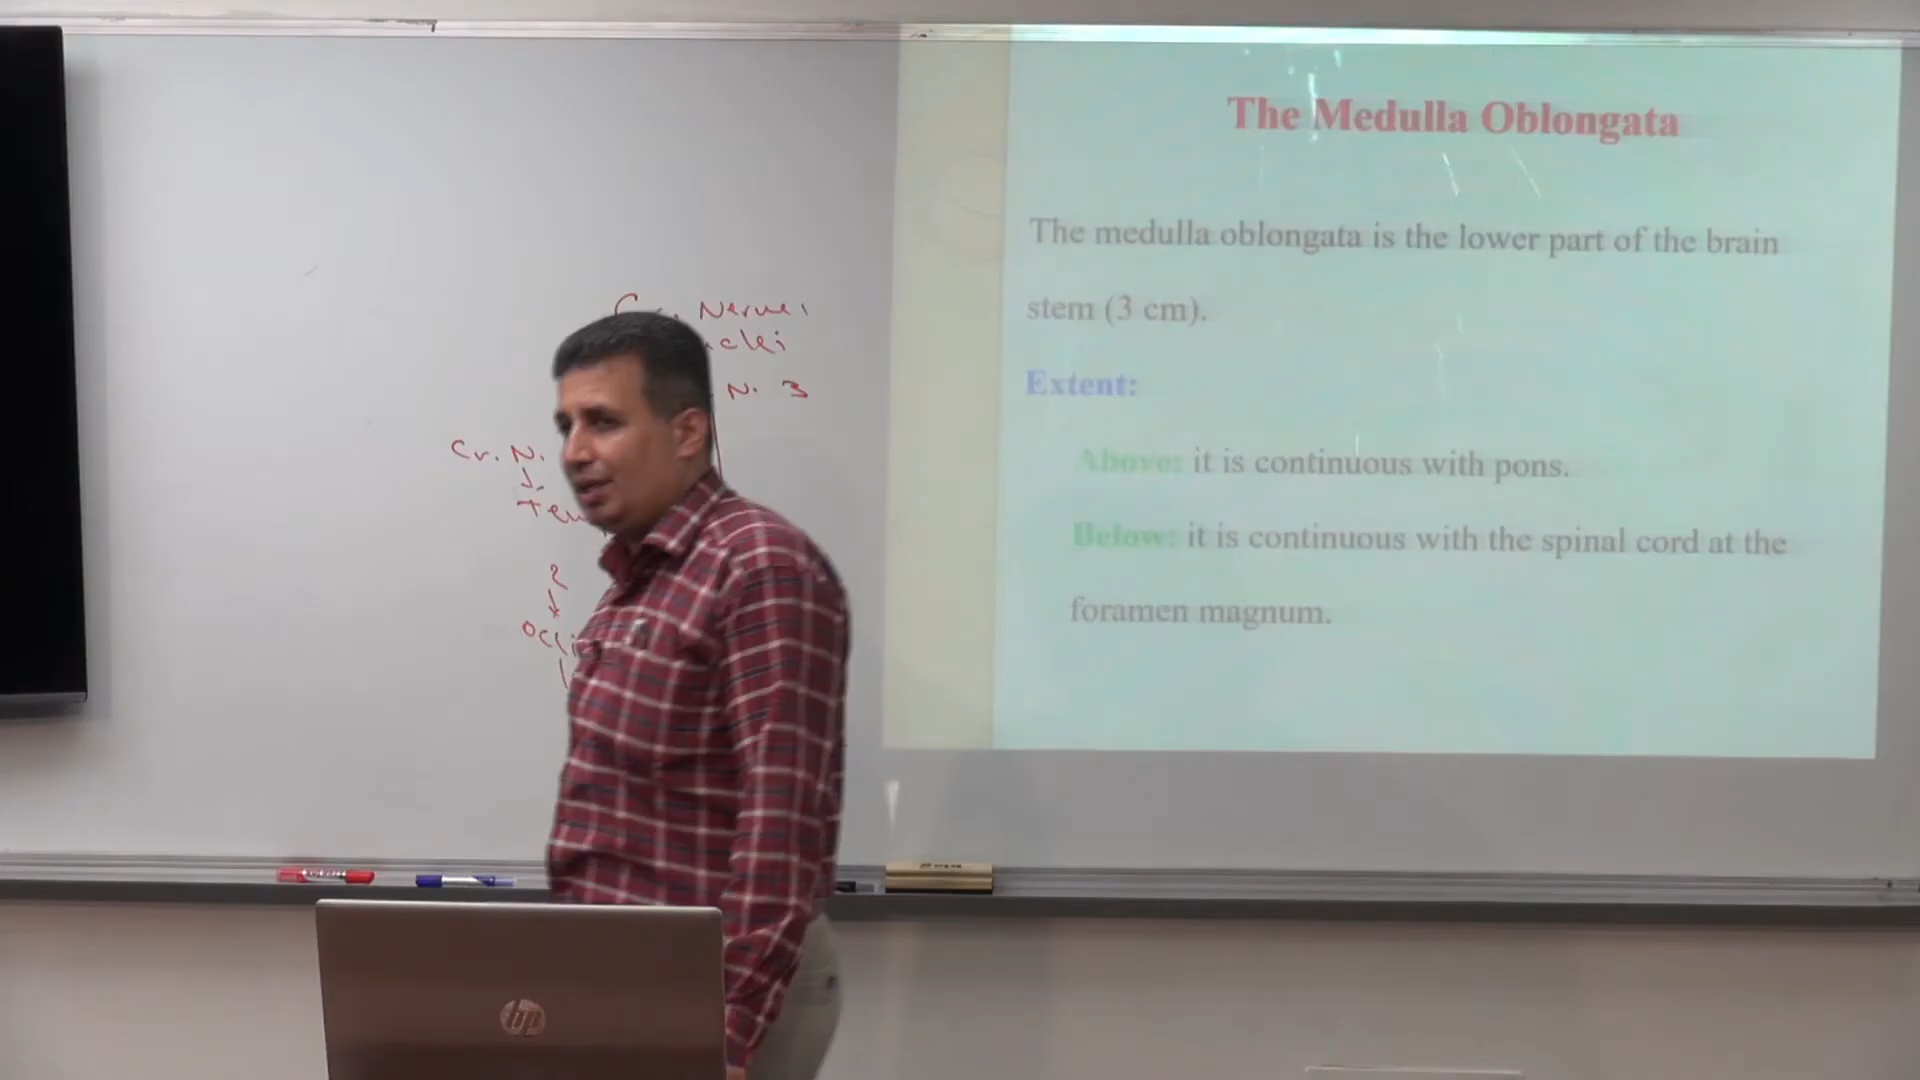 The Medulla Oblongata
The medulla oblongata is the lower part of the brain
stem (3 cm).
Extent:
Above: it is continuous with pons.
Below: it is continuous with the spinal cord at the
foramen magnum.
Nerves
N. 3
Cr. N.
hp